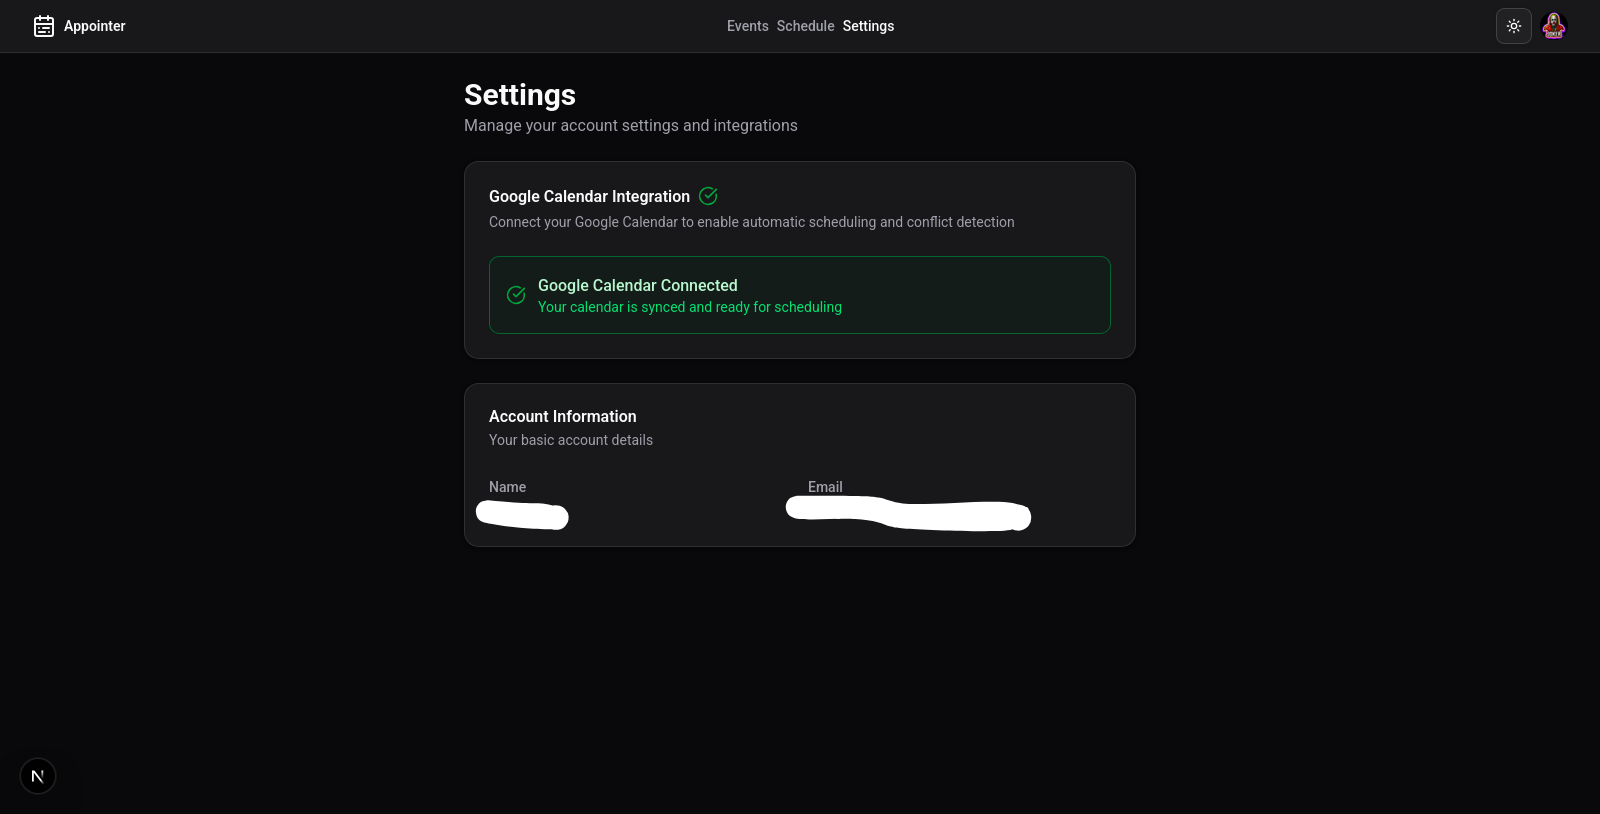 Appointer
Events Schedule Settings
Settings
Manage your account settings and integrations
Google Calendar Integration
Connect your Google Calendar to enable automatic scheduling and conflict detection
Google Calendar Connected
Your calendar is synced and ready for scheduling
Account Information
Your basic account details
Name Email
N